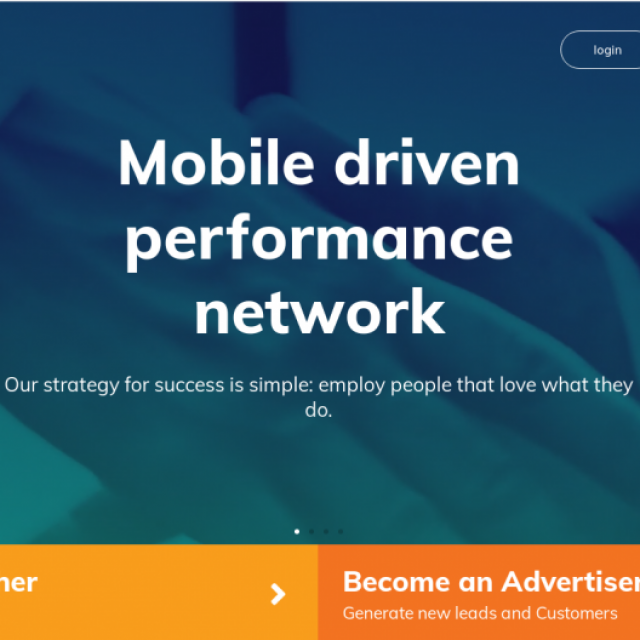 login
Mobile driven
performance
network
Our strategy for success is simple: employ people that love what they
do.
Become an Advertiser
Generate new leads and Customers